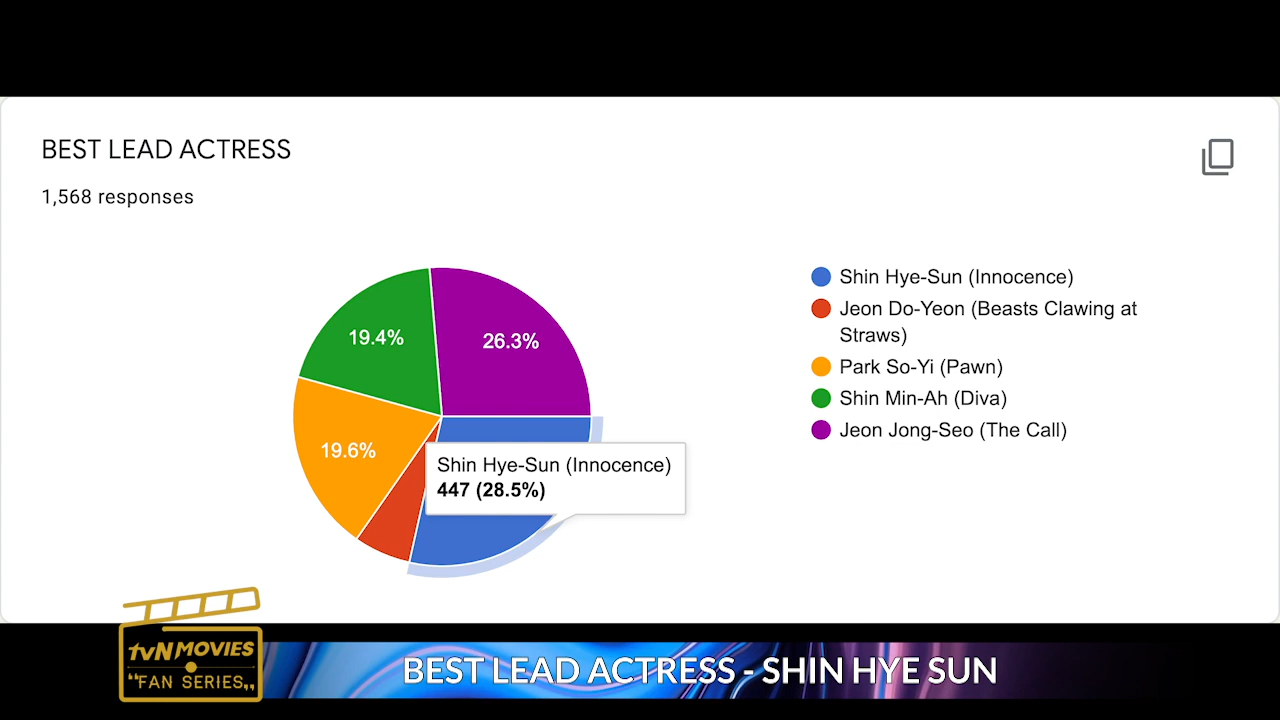 BEST LEAD ACTRESS
1,568 responses
19.4%
26.3%
19.6%
Shin Hye-Sun (Innocence)
447 (28.5%)
Shin Hye-Sun (Innocence)
Jeon Do-Yeon (Beasts Clawing at
Straws)
Park So-Yi (Pawn)
Shin Min-Ah (Diva)
Jeon Jong-Seo (The Call)
tvN MOVIES
"FAN SERIES„
BEST LEAD ACTRESS - SHIN HYE SUN